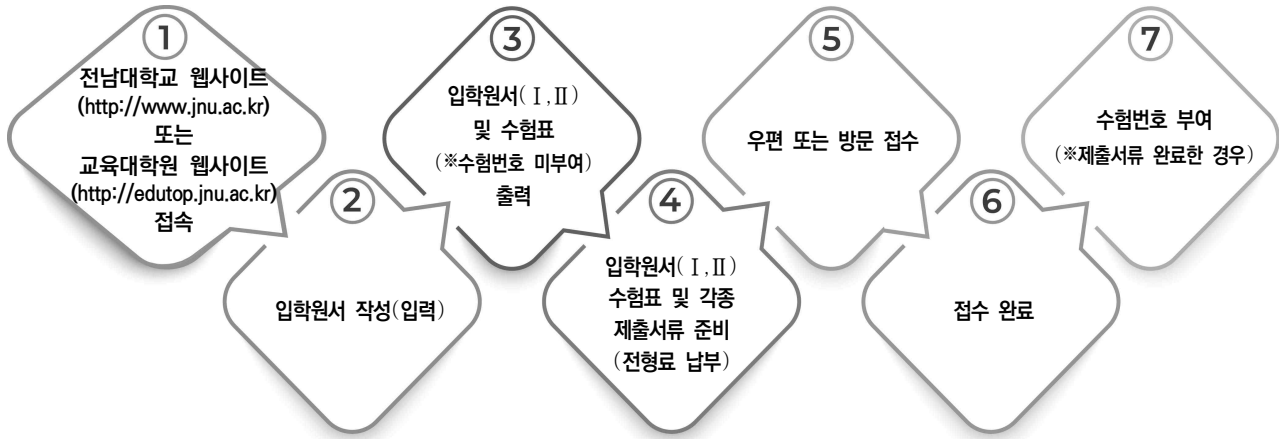 1
전남대학교 웹사이트
(http://www.jnu.ac.kr)
또는
교육대학원 웹사이트
(http://edutop.jnu.ac.kr)
접속
2
입학원서 작성(입력)
3
입학원서(Ⅰ,Ⅱ)
및 수험표
(※수험번호 미부여)
출력
4
입학원서(Ⅰ,Ⅱ)
수험표 및 각종
제출서류 준비
(전형료 납부)
5
우편 또는 방문 접수
6
접수 완료
7
수험번호 부여
(※제출서류 완료한 경우)